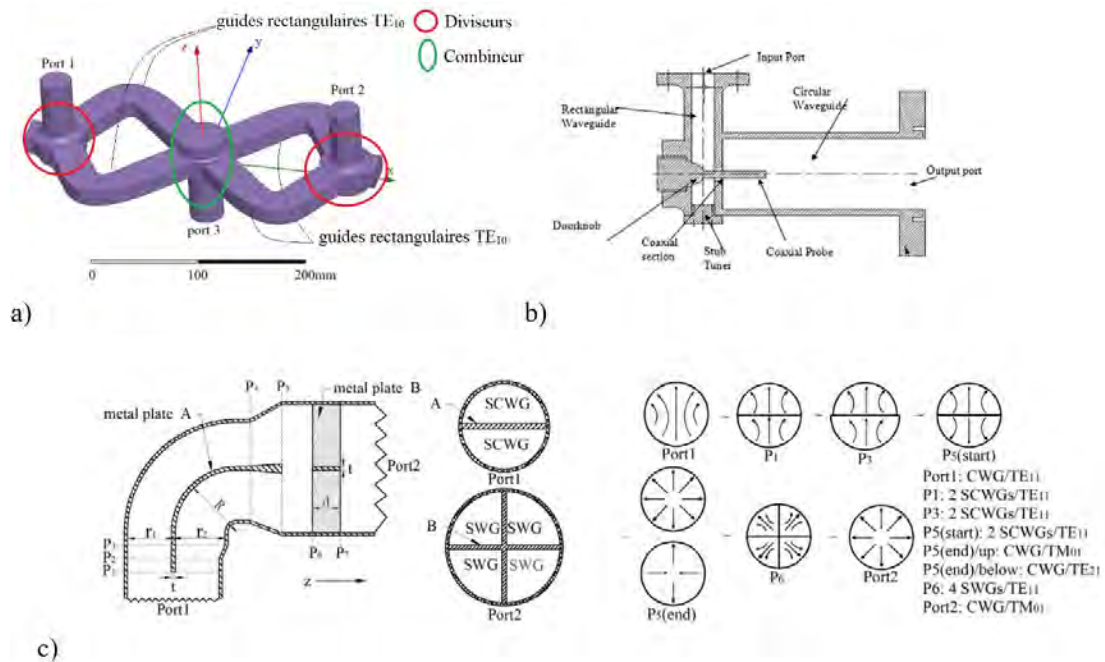 guides rectangulaires TE10
Diviseurs
Combineur
Port 1
z
y
Port 2
x
port 3
guides rectangulaires TE10
0 100 200mm
a)
Input Port
Rectangular
Waveguide
Circular
Waveguide
Output port
Doorknob
Coaxial
section
Stub
Tuner
Coaxial Probe
b)
P4 P5
metal plate B
metal plate A
t
Port2
R
d
r1 r2
P3
P2
P1
P6 P7
t
z
Port1
A
SCWG
SCWG
Port1
SWG SWG
B
SWG SWG
Port2
Port1
P1
P3
P5(start)
P5(end)
P6
Port2
Port1: CWG/TE11
P1: 2 SCWGs/TE11
P3: 2 SCWGs/TE11
P5(start): 2 SCWGs/TE11
P5(end)/up: CWG/TM01
P5(end)/below: CWG/TE21
P6: 4 SWGs/TE11
Port2: CWG/TM01
c)